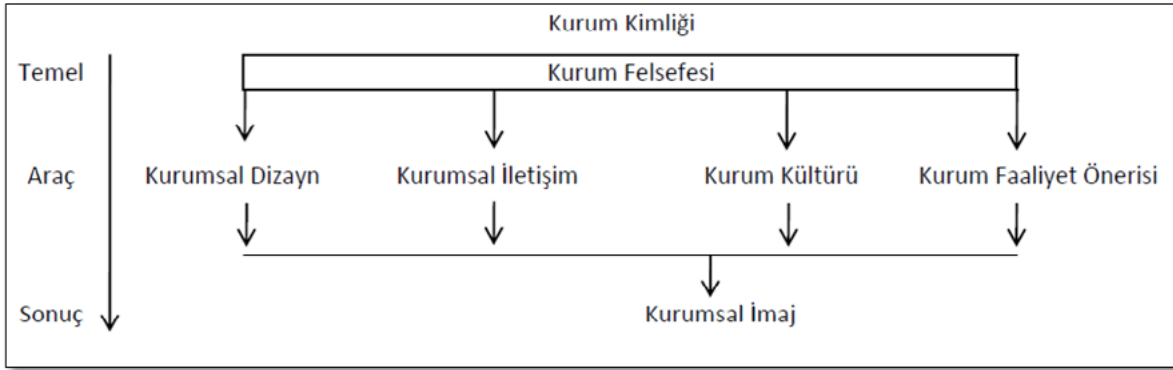 Kurum Kimliği
Temel Kurum Felsefesi
Araç Kurumsal Dizayn Kurumsal İletişim Kurum Kültürü Kurum Faaliyet Önerisi
Sonuç Kurumsal İmaj